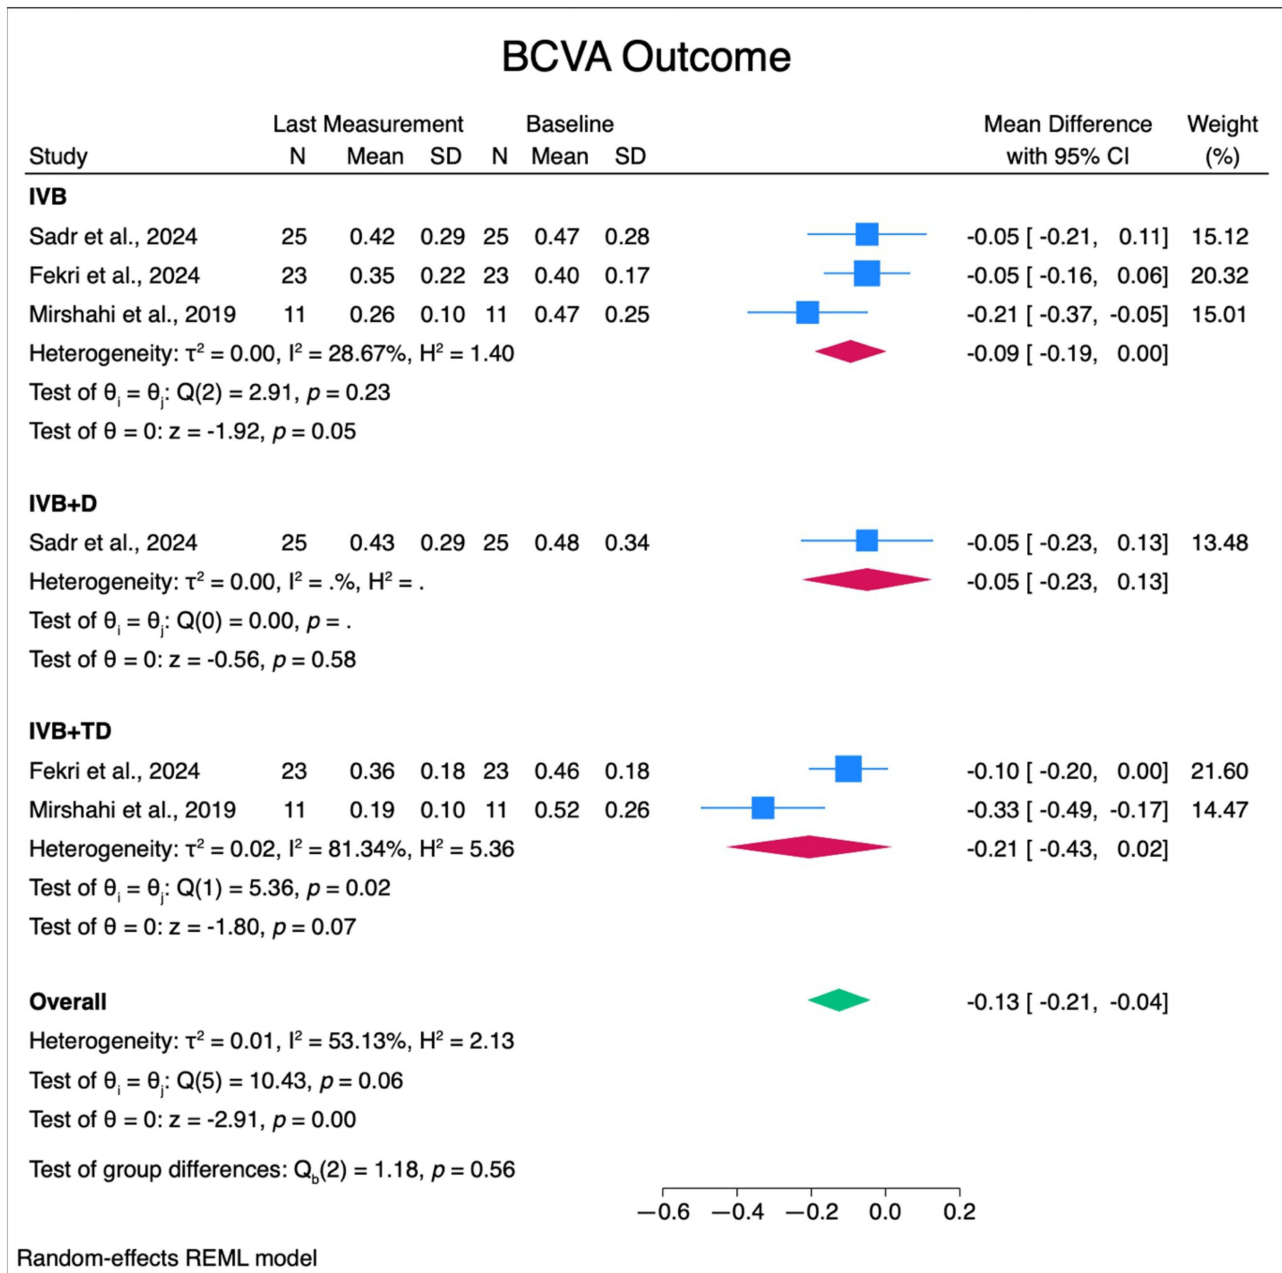 BCVA Outcome
Last Measurement Baseline Mean Difference Weight
Study N Mean SD N Mean SD with 95% CI (%)
IVB
Sadr et al., 2024 25 0.42 0.29 25 0.47 0.28 -0.05 [ -0.21, 0.11] 15.12
Fekri et al., 2024 23 0.35 0.22 23 0.40 0.17 -0.05 [ -0.16, 0.06] 20.32
Mirshahi et al., 2019 11 0.26 0.10 11 0.47 0.25 -0.21 [ -0.37, -0.05] 15.01
Heterogeneity: τ² = 0.00, I² = 28.67%, H² = 1.40 -0.09 [ -0.19, 0.00]
Test of θᵢ = θⱼ: Q(2) = 2.91, p = 0.23
Test of θ = 0: z = -1.92, p = 0.05
IVB+D
Sadr et al., 2024 25 0.43 0.29 25 0.48 0.34 -0.05 [ -0.23, 0.13] 13.48
Heterogeneity: τ² = 0.00, I² = .%, H² = . -0.05 [ -0.23, 0.13]
Test of θᵢ = θⱼ: Q(0) = 0.00, p = .
Test of θ = 0: z = -0.56, p = 0.58
IVB+TD
Fekri et al., 2024 23 0.36 0.18 23 0.46 0.18 -0.10 [ -0.20, 0.00] 21.60
Mirshahi et al., 2019 11 0.19 0.10 11 0.52 0.26 -0.33 [ -0.49, -0.17] 14.47
Heterogeneity: τ² = 0.02, I² = 81.34%, H² = 5.36 -0.21 [ -0.43, 0.02]
Test of θᵢ = θⱼ: Q(1) = 5.36, p = 0.02
Test of θ = 0: z = -1.80, p = 0.07
Overall -0.13 [ -0.21, -0.04]
Heterogeneity: τ² = 0.01, I² = 53.13%, H² = 2.13
Test of θᵢ = θⱼ: Q(5) = 10.43, p = 0.06
Test of θ = 0: z = -2.91, p = 0.00
Test of group differences: Q_b(2) = 1.18, p = 0.56
−0.6 −0.4 −0.2 0.0 0.2
Random-effects REML model